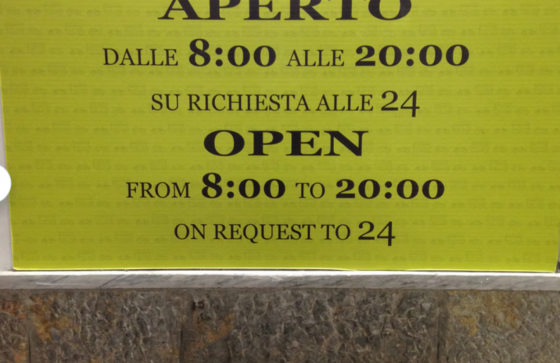 APERTO
DALLE 8:00 ALLE 20:00
SU RICHIESTA ALLE 24
OPEN
FROM 8:00 TO 20:00
ON REQUEST TO 24